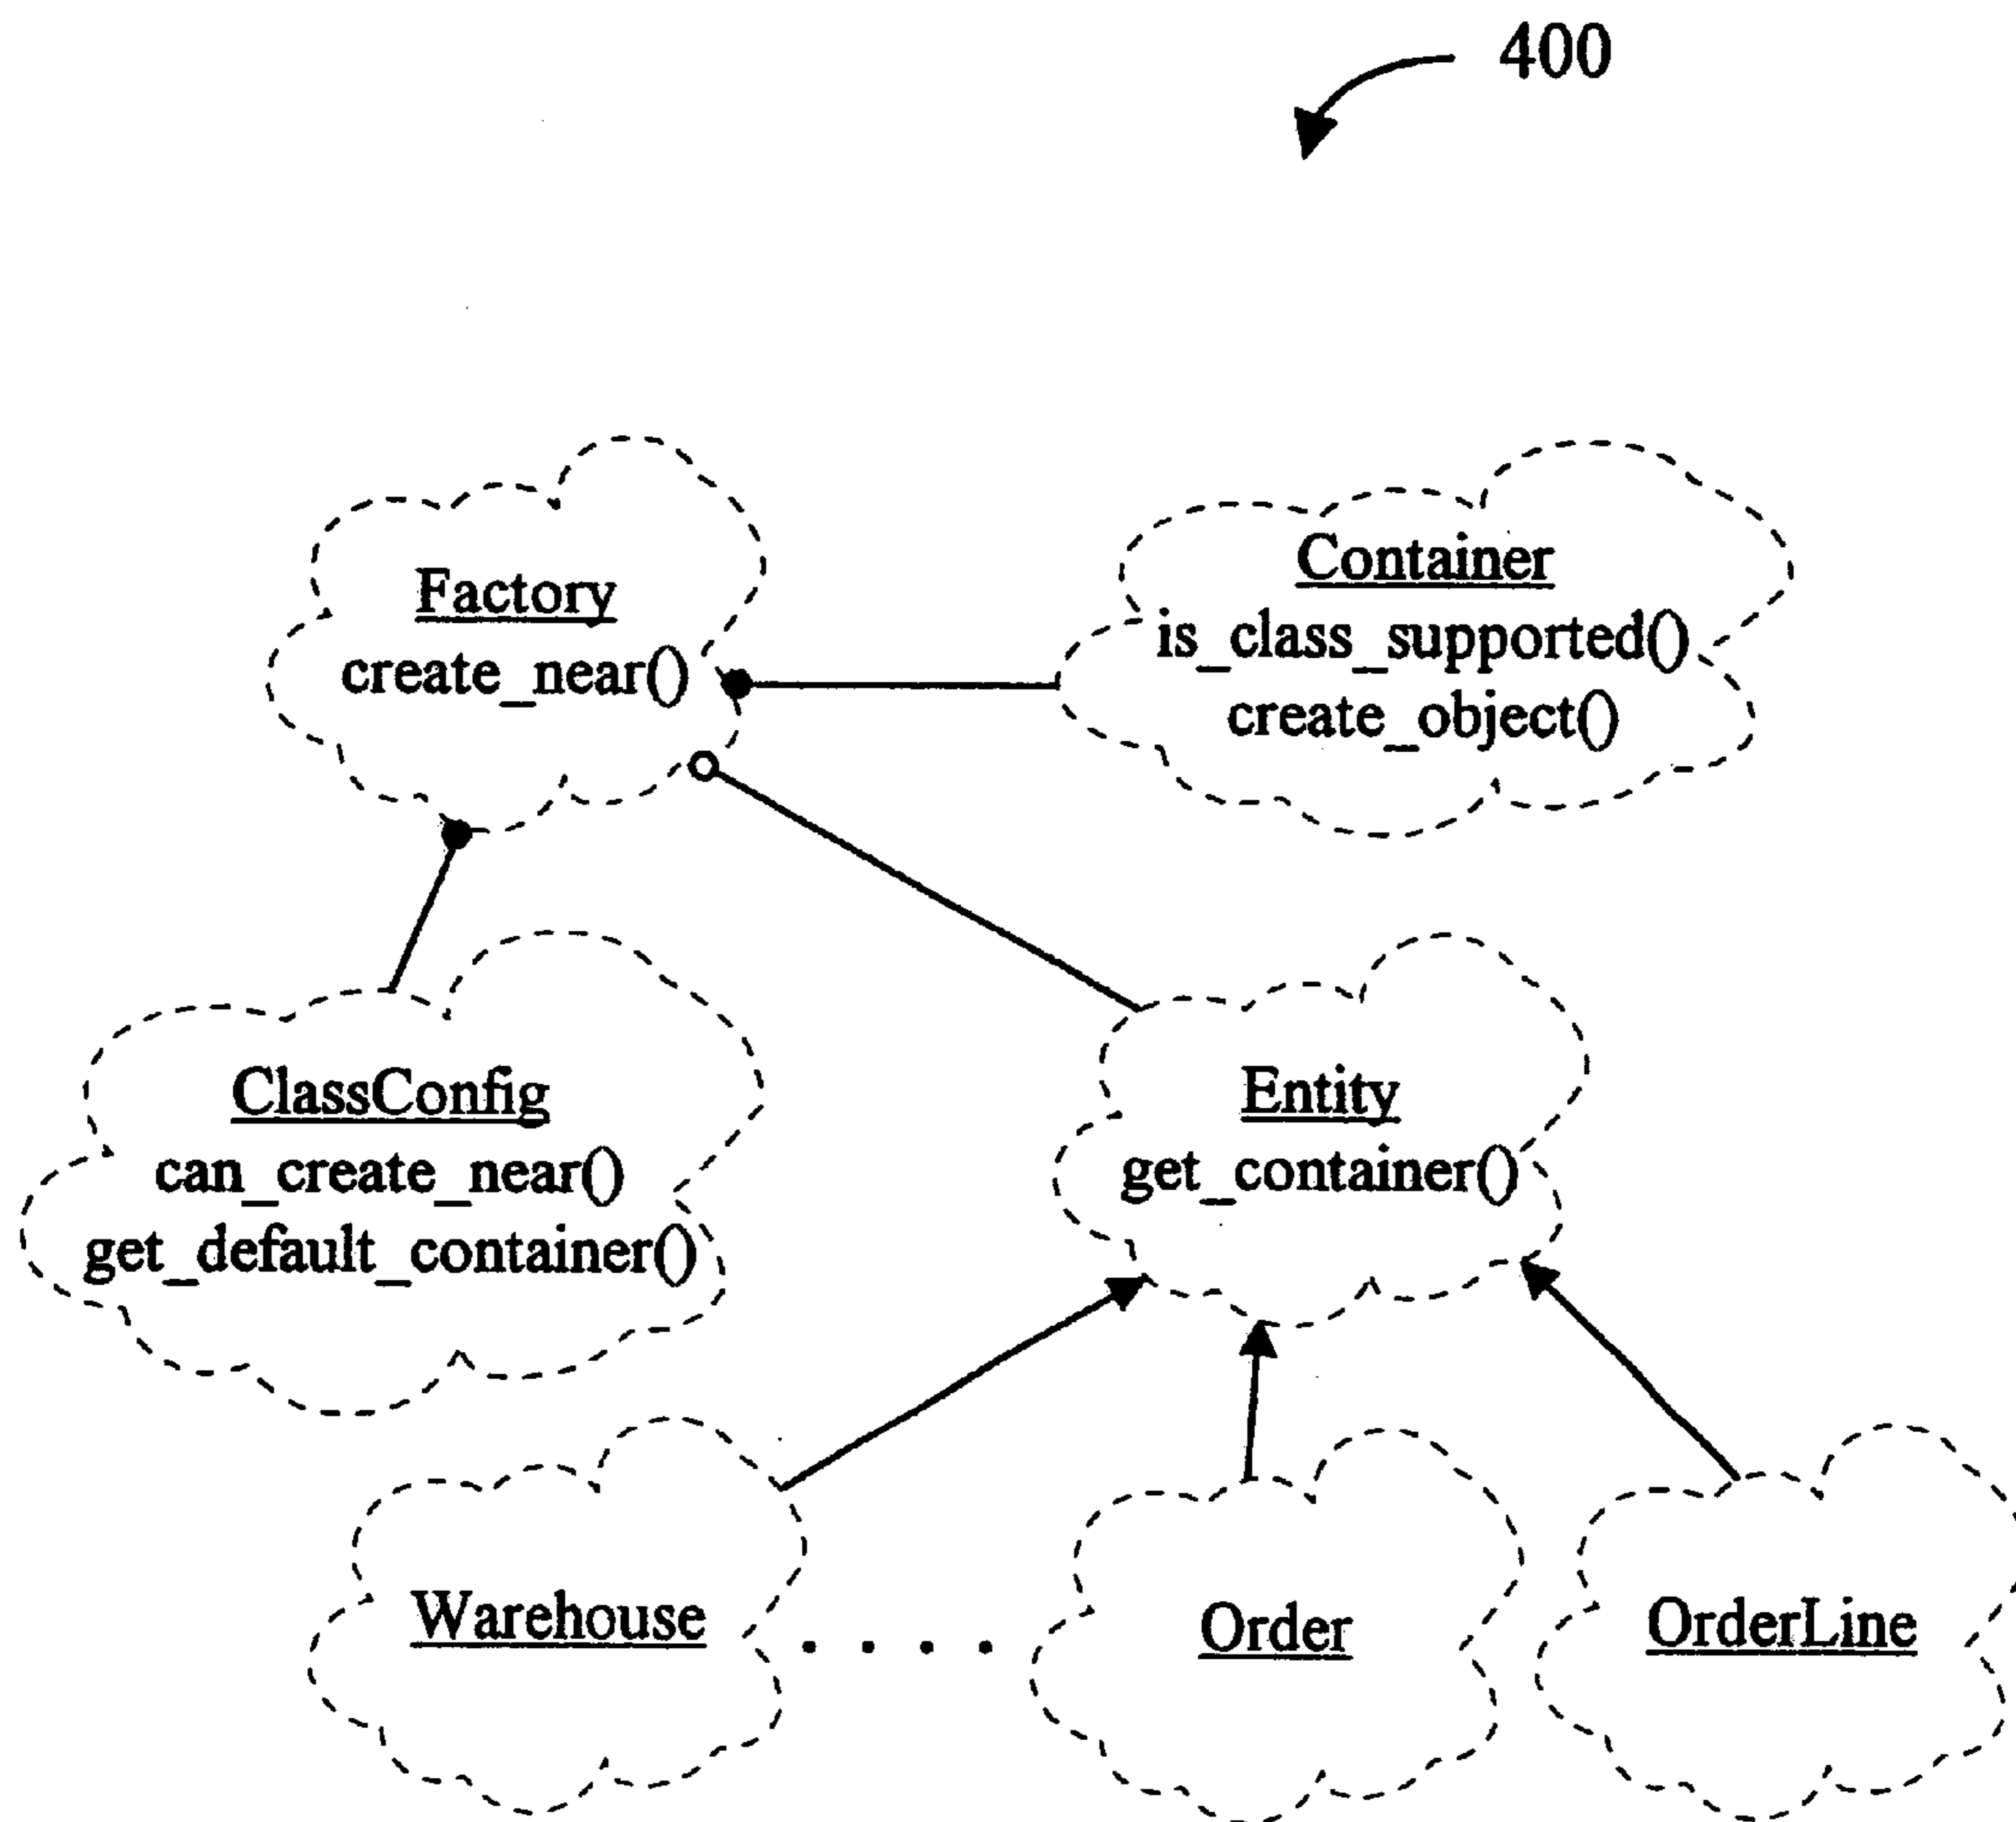 400
Factory
create_near()
Container
is_class_supported()
create_object()
ClassConfig
can_create_near()
get_default_container()
Entity
get_container()
Warehouse
Order
OrderLine